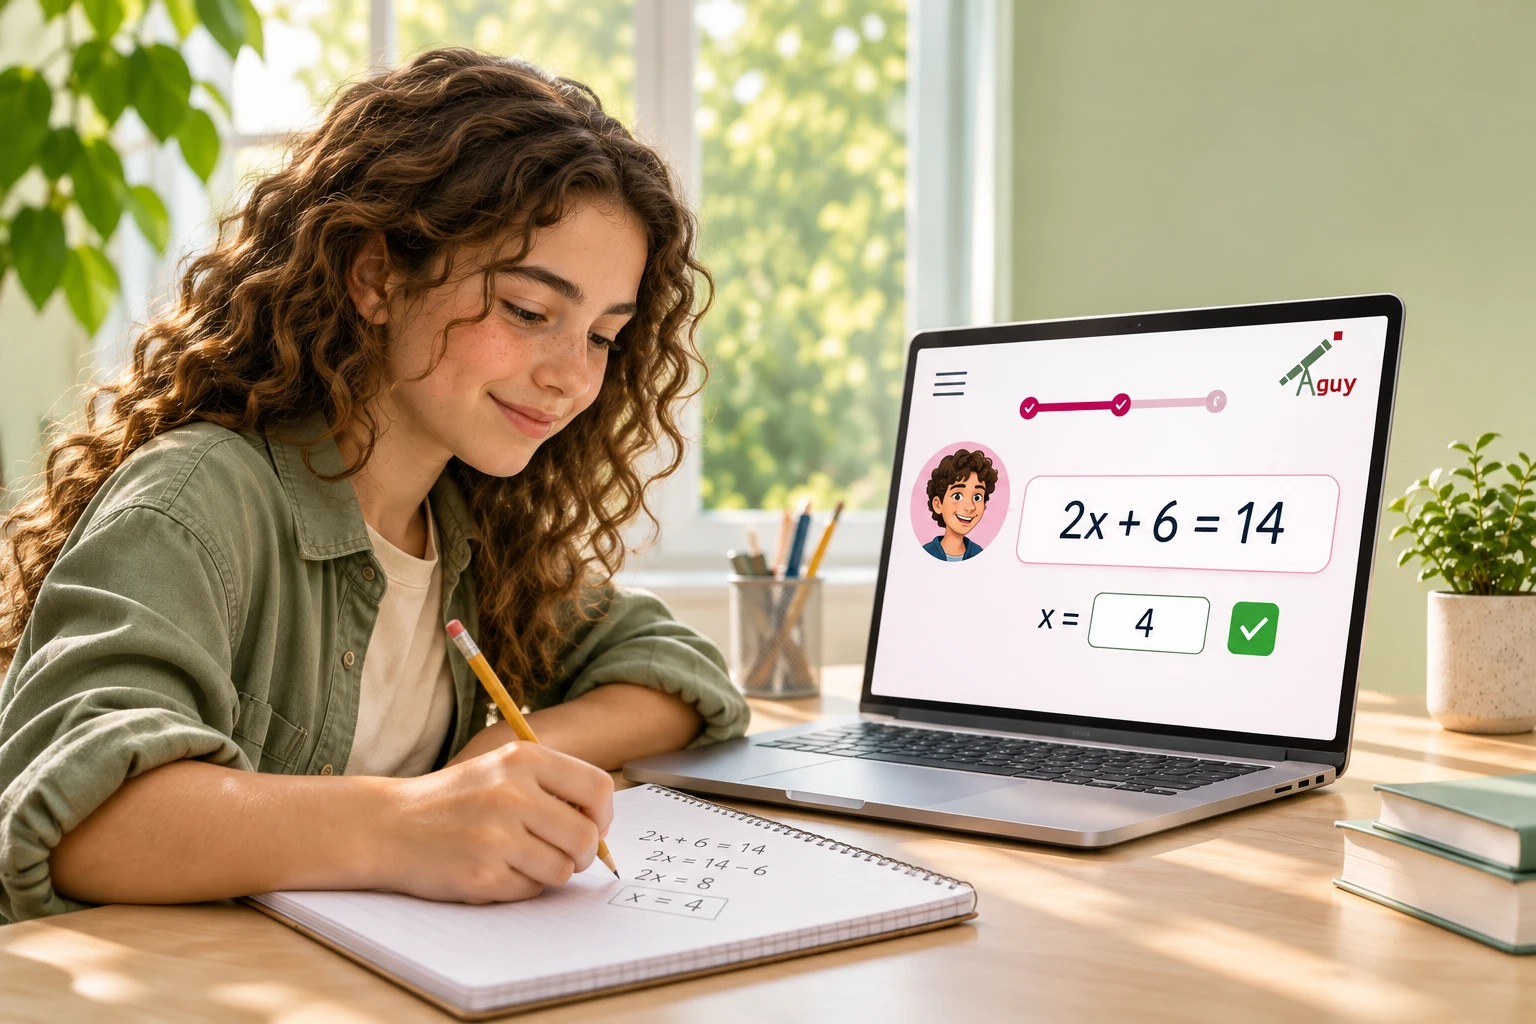 Aguy
2x + 6 = 14
x = 4
2x + 6 = 14
2x = 14 - 6
2x = 8
x = 4